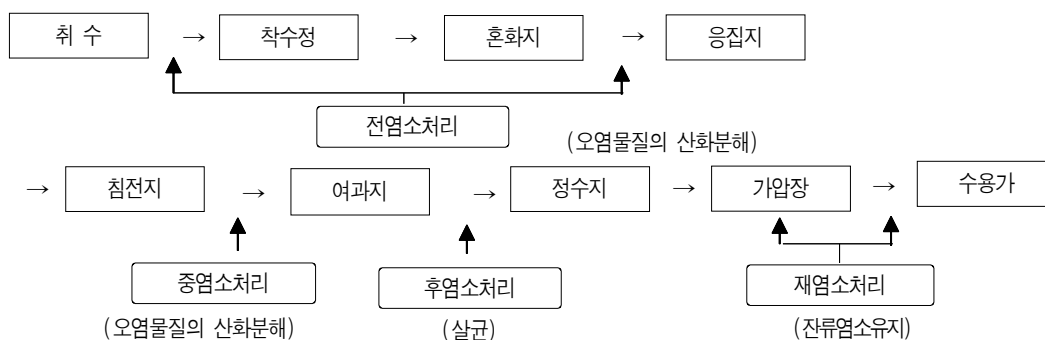 취 수 → 착수정 → 혼화지 → 응집지
전염소처리
(오염물질의 산화분해)
→ 침전지 → 여과지 → 정수지 → 가압장 → 수용가
중염소처리 후염소처리 재염소처리
(오염물질의 산화분해) (살균) (잔류염소유지)